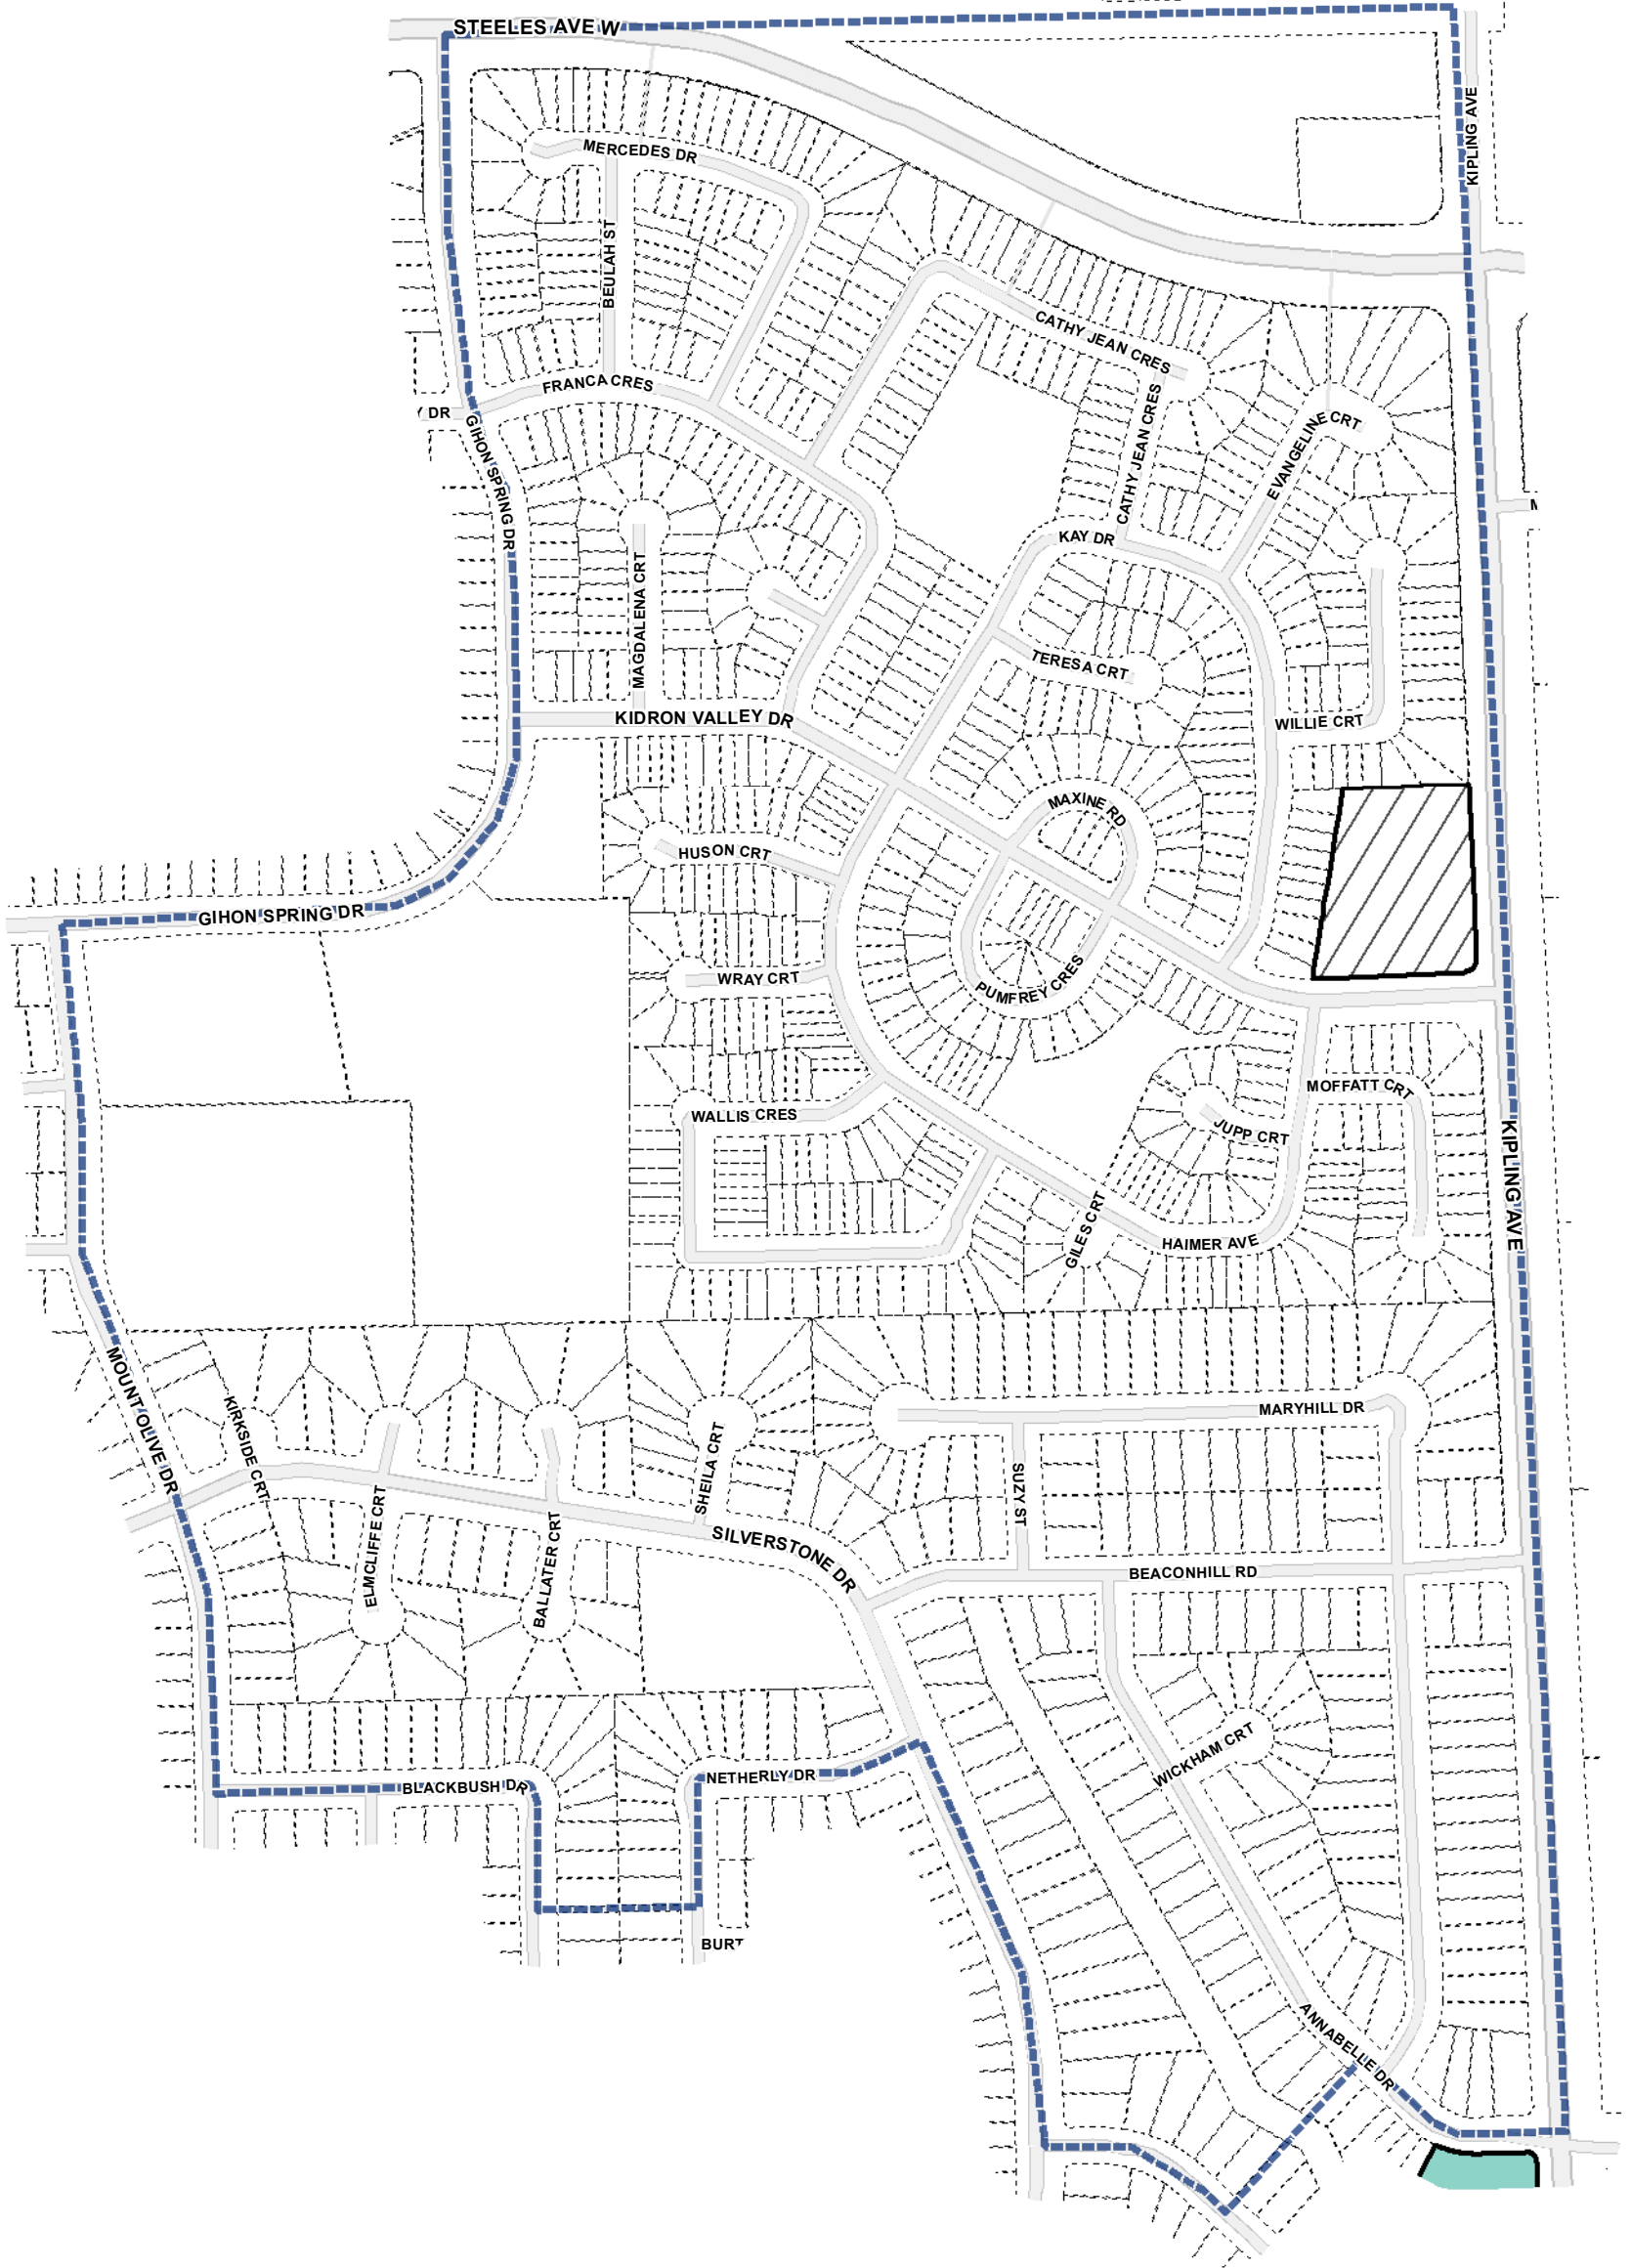 STEELES AVE W
KIPLING AVE
MERCEDES DR
BEULAH ST
CATHY JEAN CRES
FRANCA CRES
CATHY JEAN CRES
DR
EVANGELINE CRT
GIHON SPRING DR
KAY DR
MAGDALENA CRT
TERESA CRT
KIDRON VALLEY DR
WILLIE CRT
MAXINE RD
HUSON CRT
GIHON SPRING DR
WRAY CRT
PUMFREY CRES
MOFFATT CRT
WALLIS CRES
JUPP CRT
KIPLING AVE
GILES CRT
HAIMER AVE
MOUNT OLIVE DR
KIRKSIDE CRT
MARYHILL DR
SHEILA CRT
SUZY ST
ELMCLIFFE CRT
BALLATER CRT
SILVERSTONE DR
BEACONHILL RD
WICKHAM CRT
BLACKBUSH DR
NETHERLY DR
BURT
ANNABELLE DR